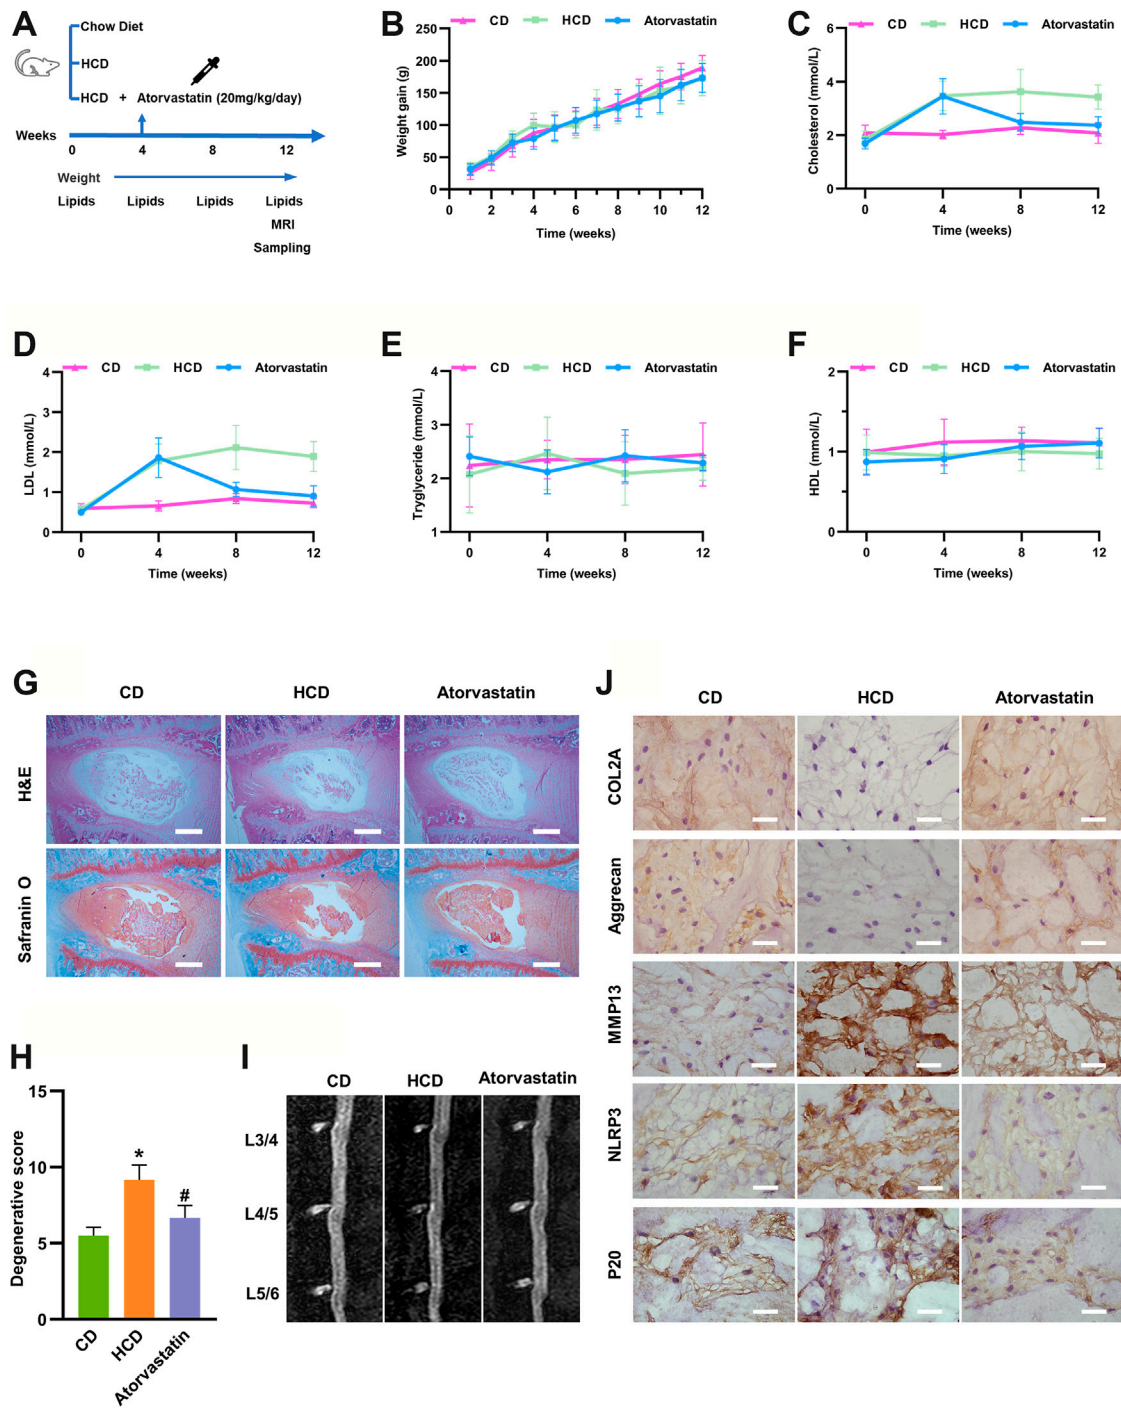 A
Chow Diet
HCD
HCD + Atorvastatin (20mg/kg/day)
Weeks
0 4 8 12
Weight
Lipids Lipids Lipids Lipids
MRI
Sampling
B
CD HCD Atorvastatin
Weight gain (g)
250
200
150
100
50
0
0 2 4 6 8 10 12
Time (weeks)
C
CD HCD Atorvastatin
Cholesterol (mmol/L)
6
4
2
0
0 4 8 12
Time (weeks)
D
CD HCD Atorvastatin
LDL (mmol/L)
4
3
2
1
0
0 4 8 12
Time (weeks)
E
CD HCD Atorvastatin
Tryglyceride (mmol/L)
4
3
2
1
0 4 8 12
Time (weeks)
F
CD HCD Atorvastatin
HDL (mmol/L)
2
1
0
0 4 8 12
Time (weeks)
G
CD HCD Atorvastatin
H&E
Safranin O
H
Degenerative score
15
10
5
0
*
#
CD
HCD
Atorvastatin
I
CD HCD Atorvastatin
L3/4
L4/5
L5/6
J
CD HCD Atorvastatin
COL2A
Aggrecan
MMP13
NLRP3
P20